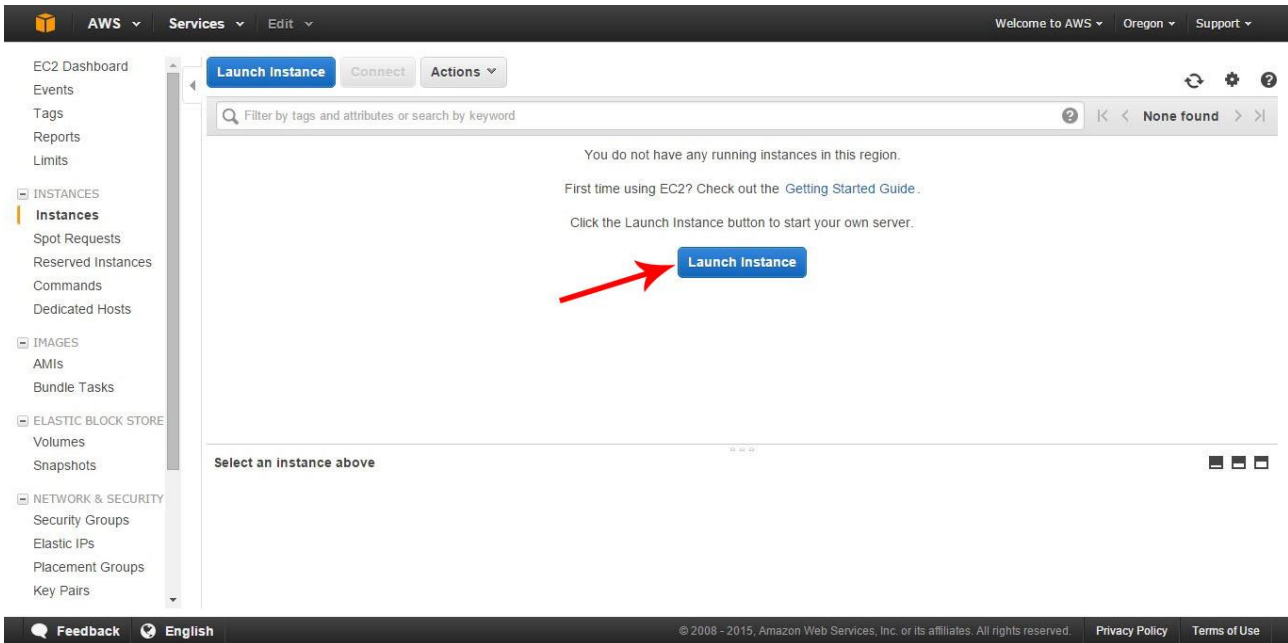 AWS Services Edit Welcome to AWS Oregon Support
EC2 Dashboard
Events
Tags
Reports
Limits
INSTANCES
Instances
Spot Requests
Reserved Instances
Commands
Dedicated Hosts
IMAGES
AMIs
Bundle Tasks
ELASTIC BLOCK STORE
Volumes
Snapshots
NETWORK & SECURITY
Security Groups
Elastic IPs
Placement Groups
Key Pairs
Launch Instance Connect Actions
Filter by tags and attributes or search by keyword None found
You do not have any running instances in this region.
First time using EC2? Check out the Getting Started Guide.
Click the Launch Instance button to start your own server.
Launch Instance
Select an instance above
Feedback English © 2008 - 2015, Amazon Web Services, Inc. or its affiliates. All rights reserved. Privacy Policy Terms of Use